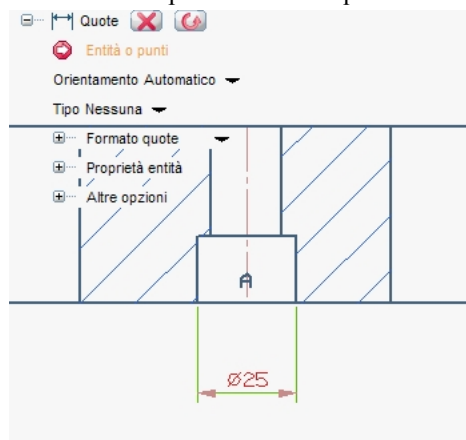 Quote
Entità o punti
Orientamento Automatico
Tipo Nessuna
Formato quote
Proprietà entità
Altre opzioni
A
Ø25